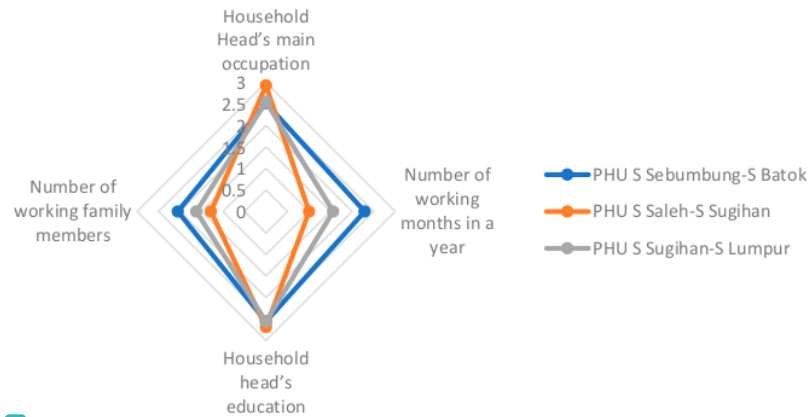 Household
Head's main
occupation
3
2.5
2
1.5
1
0.5
0
Number of
working
months in a
year
Household
head's
education
Number of
working family
members
PHU S Sebumbung-S Batok
PHU S Saleh-S Sugihan
PHU S Sugihan-S Lumpur